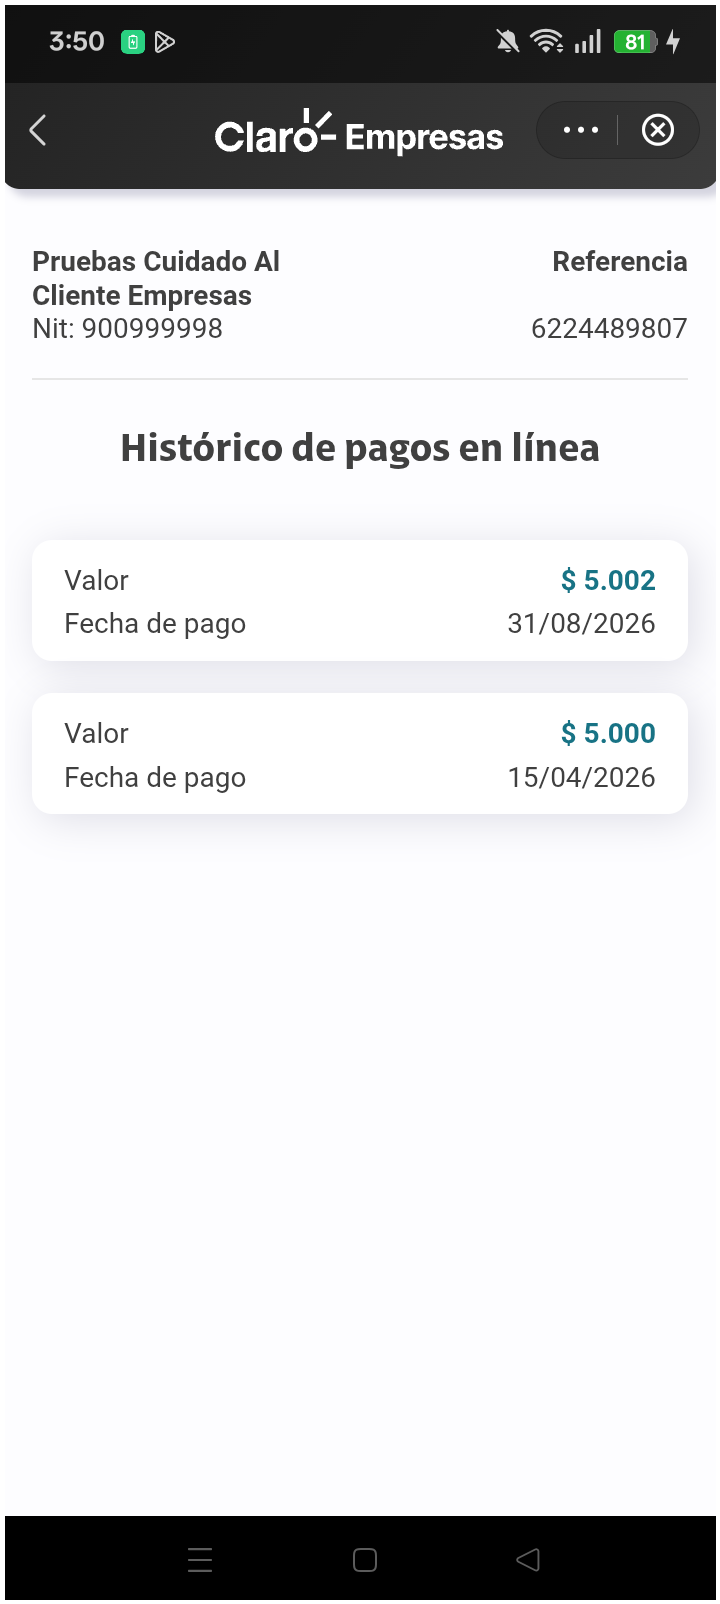 3:50
81
Claro Empresas
Pruebas Cuidado Al
Cliente Empresas
Referencia
Nit: 900999998
6224489807
Histórico de pagos en línea
Valor $ 5.002
Fecha de pago 31/08/2026
Valor $ 5.000
Fecha de pago 15/04/2026